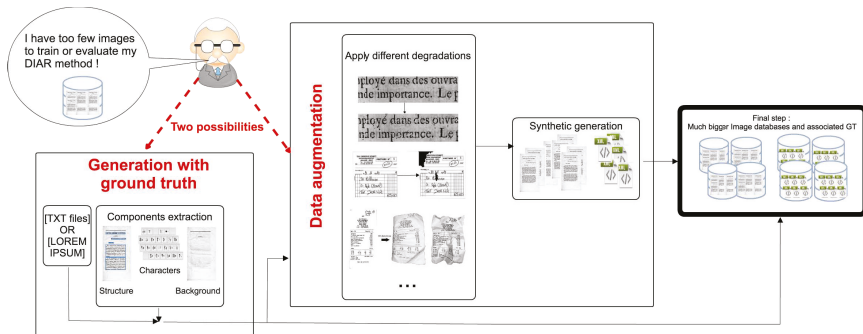 I have too few images
to train or evaluate my
DIAR method !
Two possibilities
Generation with
ground truth
[TXT files]
OR
[LOREM
IPSUM]
Components extraction
Characters
Structure
Background
Data augmentation
Apply different degradations
ployé dans des ouvra
nde importance. Le p
ployé dans des ouvra
nde importance. Le p
...
Synthetic generation
Final step :
Much bigger Image databases and associated GT